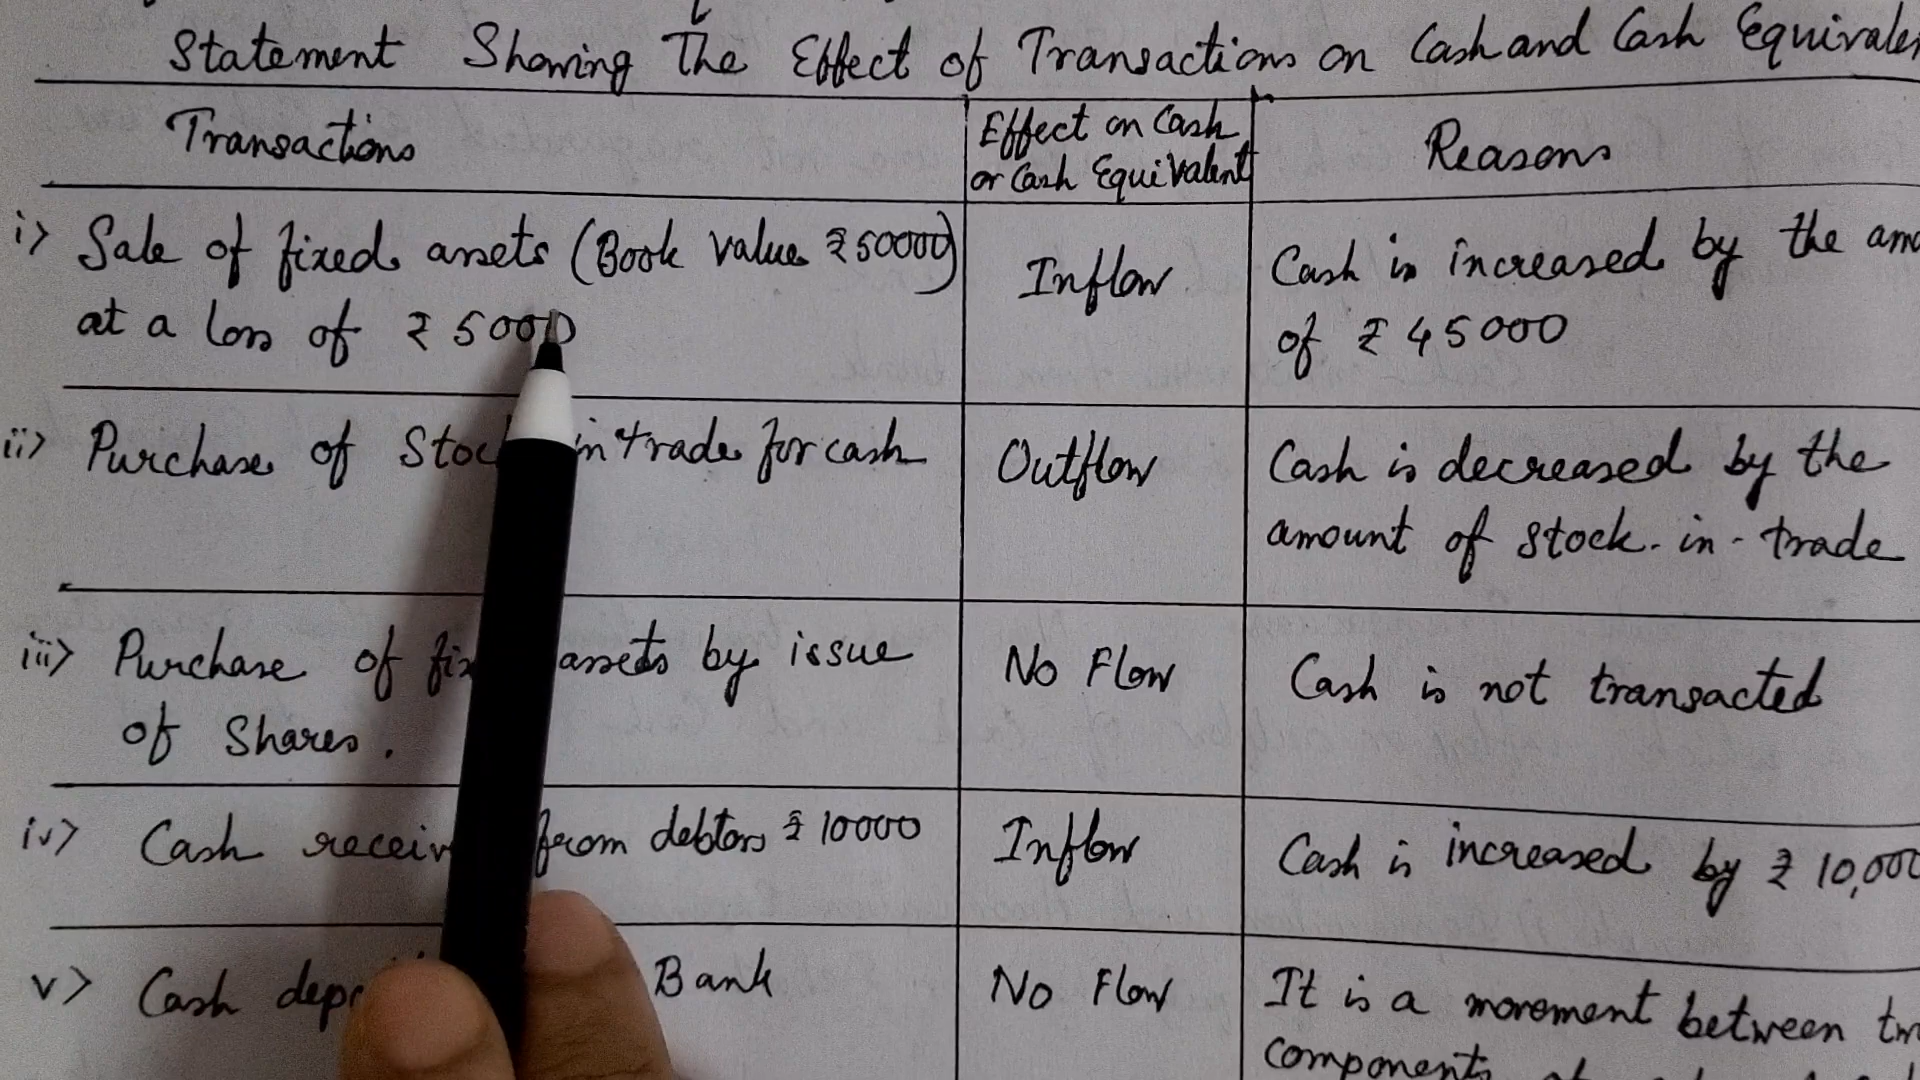 Statement Showing The Effect of Transactions on Cash and Cash
Transactions
Effect on Cash
or Cash Equivalent
Reasons
i) Sale of fixed assets (Book value ₹50000)
at a loss of ₹ 5000
Inflow
Cash is increased by the
of ₹ 45000
ii) Purchase of in trade for cash
Outflow
Cash is decreased by the
amount of stock-in-trade
iii) Purchase of assets by issue
of Shares.
No Flow
Cash is not transacted
iv) Cash from debtors ₹ 10000
Inflow
Cash is increased by ₹ 10,000
v) Cash Bank
No Flow
It is a movement between
components